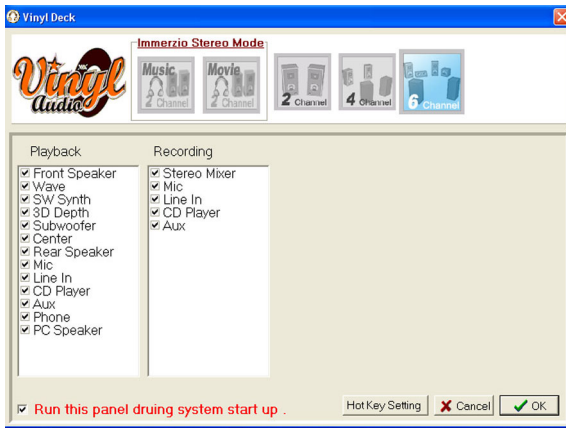 Vinyl Deck
Vinyl
Audio
Immerzio Stereo Mode
Music
2 Channel
Movie
2 Channel
2 Channel
4 Channel
6 Channel
Playback
Front Speaker
Wave
SW Synth
3D Depth
Subwoofer
Center
Rear Speaker
Mic
Line In
CD Player
Aux
Phone
PC Speaker
Recording
Stereo Mixer
Mic
Line In
CD Player
Aux
Run this panel druing system start up .
Hot Key Setting
Cancel
OK